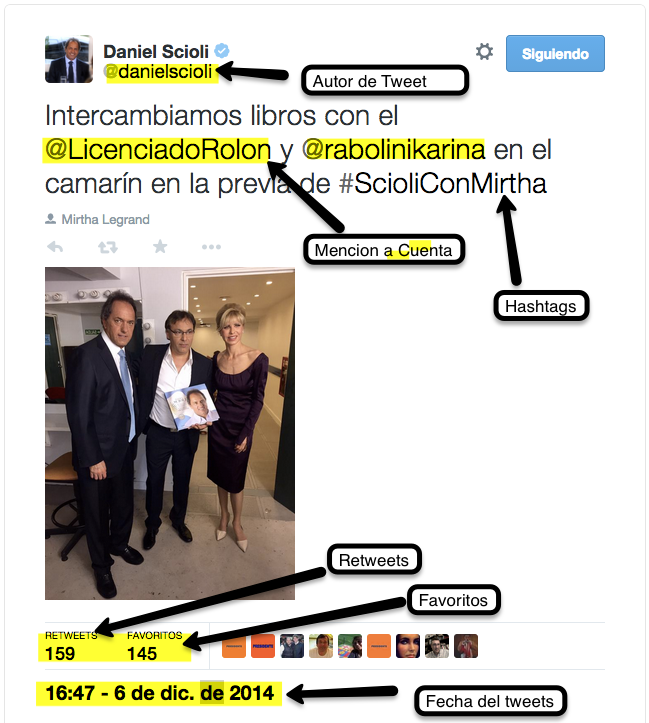 Daniel Scioli
@danielscioli
Siguiendo
Autor de Tweet
Intercambiamos libros con el
@LicenciadoRolon y @rabolinikarina en el
camarín en la previa de #ScioliConMirtha
Mirtha Legrand
Mencion a Cuenta
Hashtags
Retweets
Favoritos
RETWEETS FAVORITOS
159 145
16:47 - 6 de dic. de 2014
Fecha del tweets